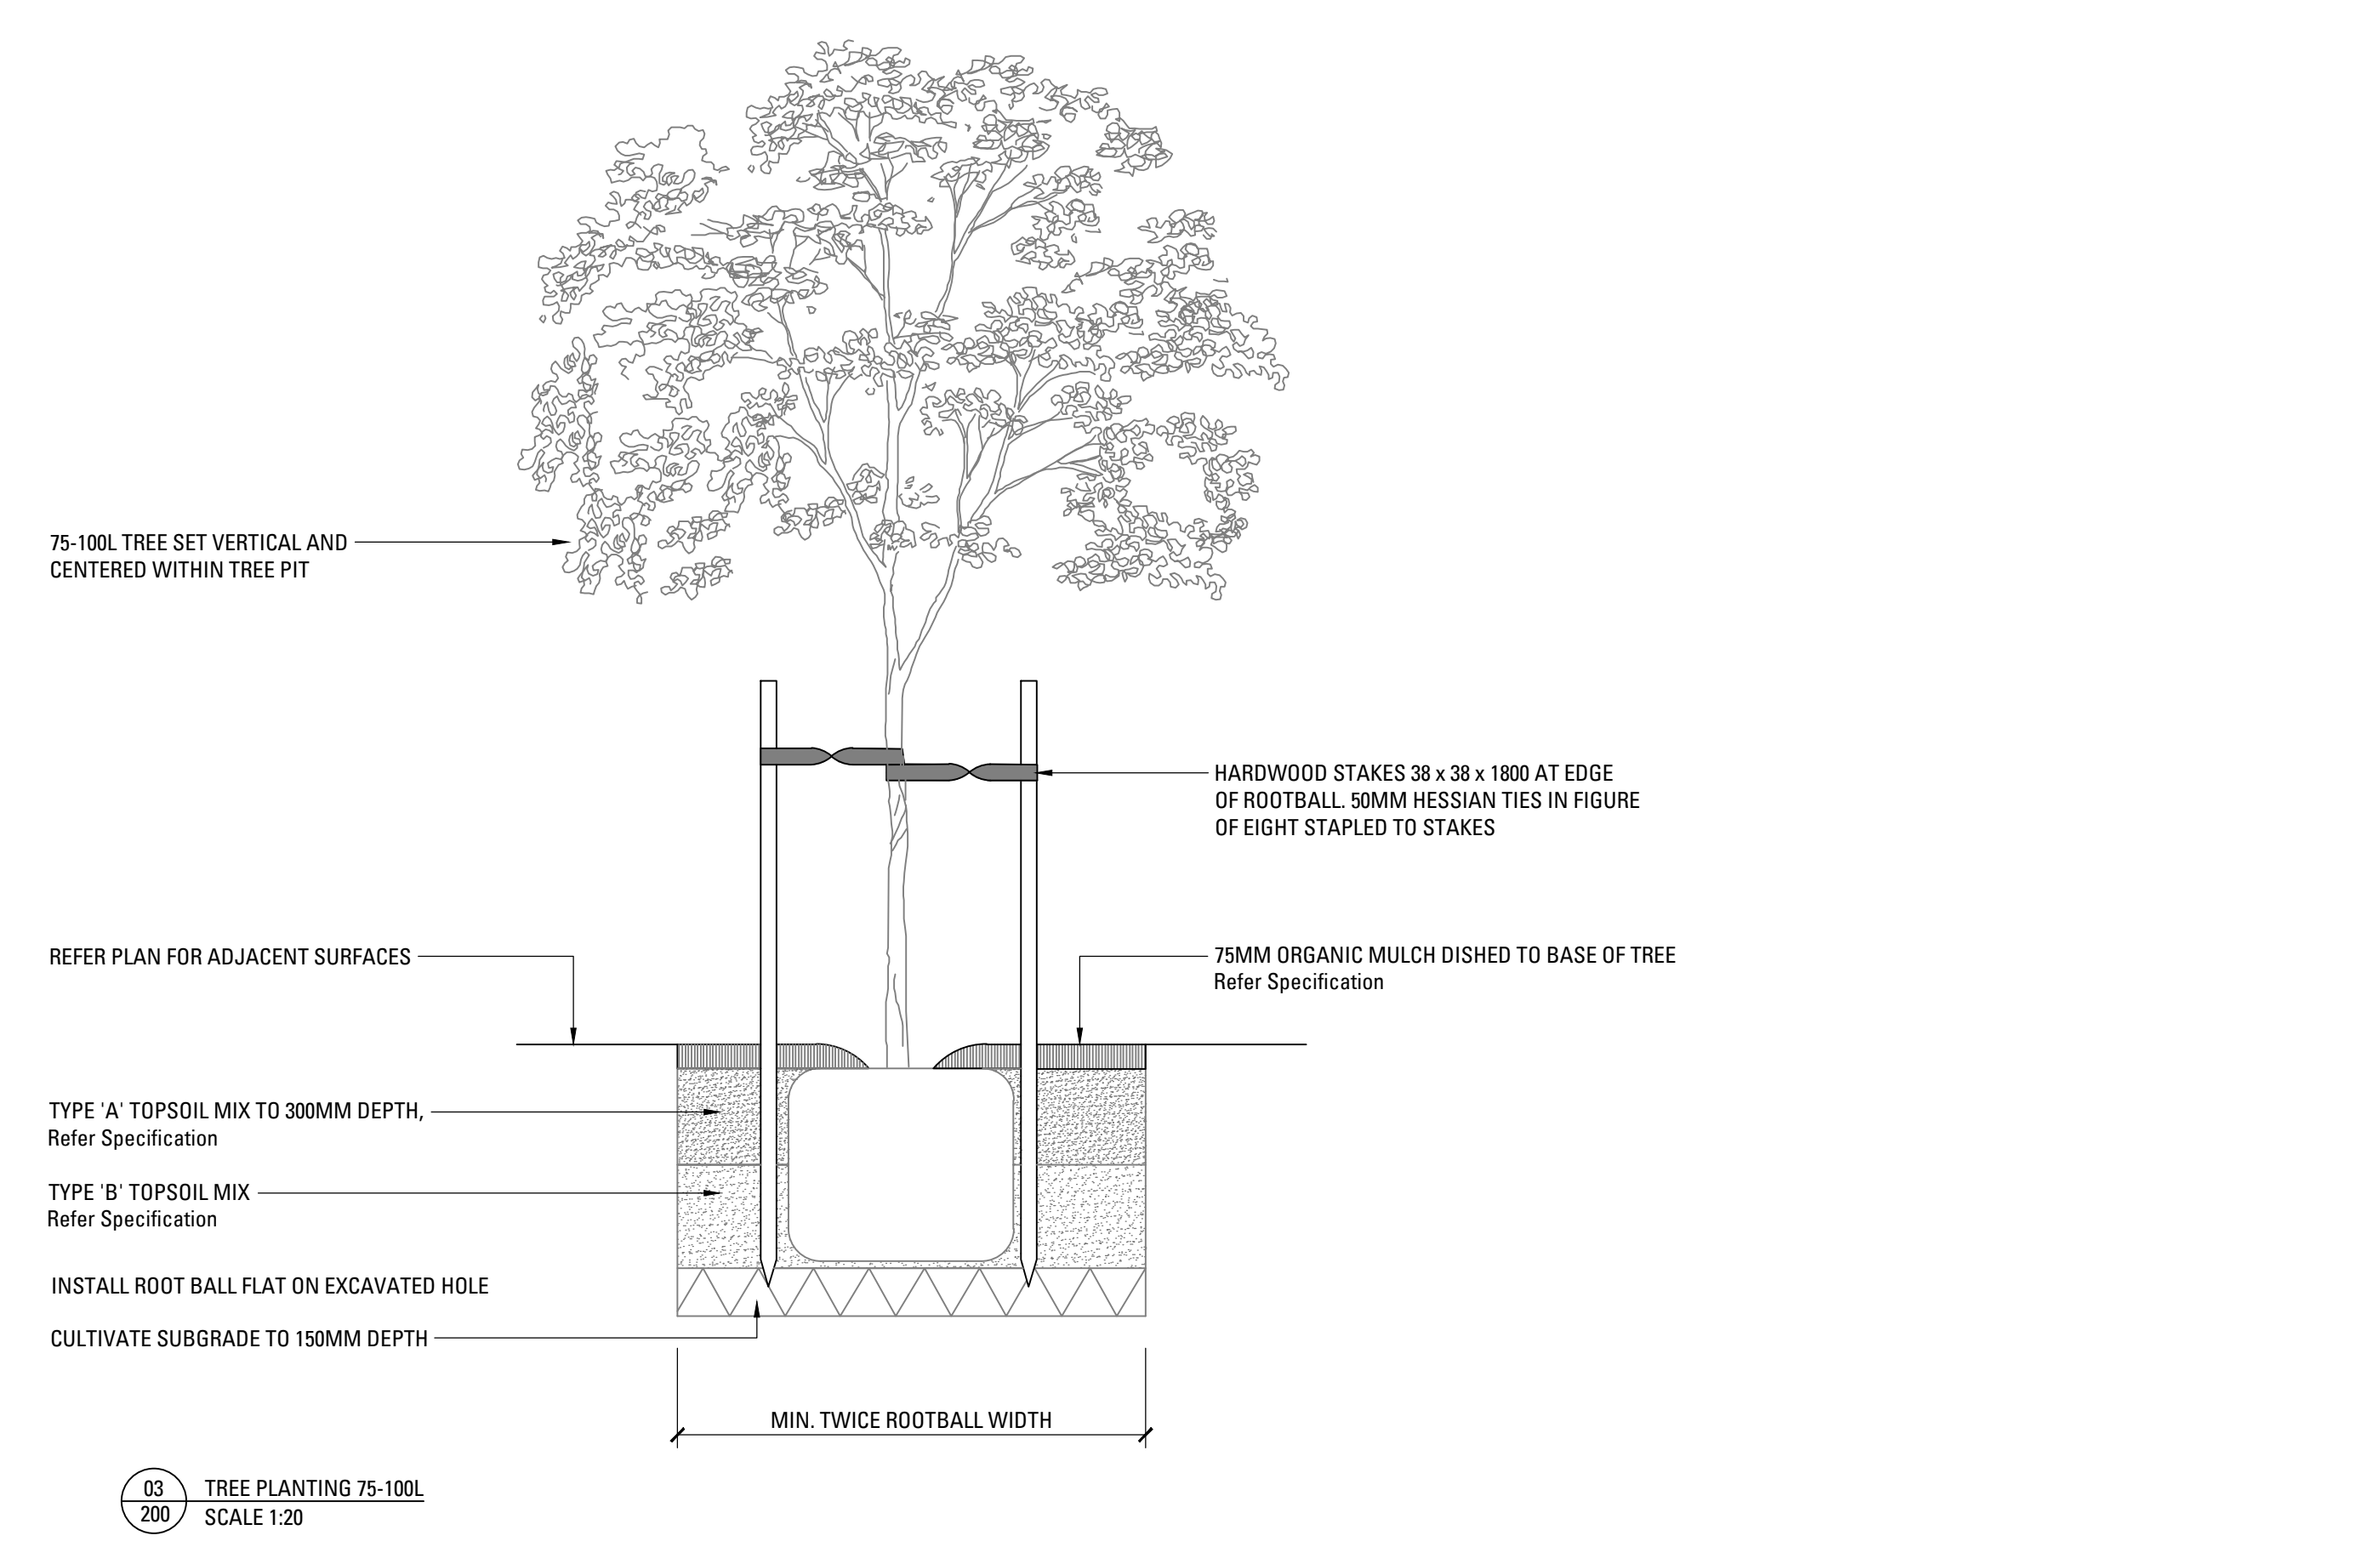 75-100L TREE SET VERTICAL AND
CENTERED WITHIN TREE PIT
HARDWOOD STAKES 38 x 38 x 1800 AT EDGE
OF ROOTBALL. 50MM HESSIAN TIES IN FIGURE
OF EIGHT STAPLED TO STAKES
REFER PLAN FOR ADJACENT SURFACES
75MM ORGANIC MULCH DISHED TO BASE OF TREE
Refer Specification
TYPE 'A' TOPSOIL MIX TO 300MM DEPTH,
Refer Specification
TYPE 'B' TOPSOIL MIX
Refer Specification
INSTALL ROOT BALL FLAT ON EXCAVATED HOLE
CULTIVATE SUBGRADE TO 150MM DEPTH
MIN. TWICE ROOTBALL WIDTH
03
200
TREE PLANTING 75-100L
SCALE 1:20